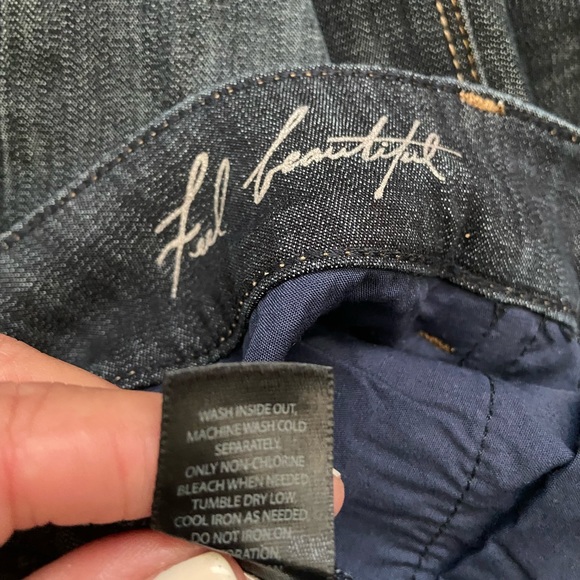 Feel beautiful
WASH INSIDE OUT,
MACHINE WASH COLD
SEPARATELY.
ONLY NON-CHLORINE
BLEACH WHEN NEEDED.
TUMBLE DRY LOW.
COOL IRON AS NEEDED.
DO NOT IRON ON